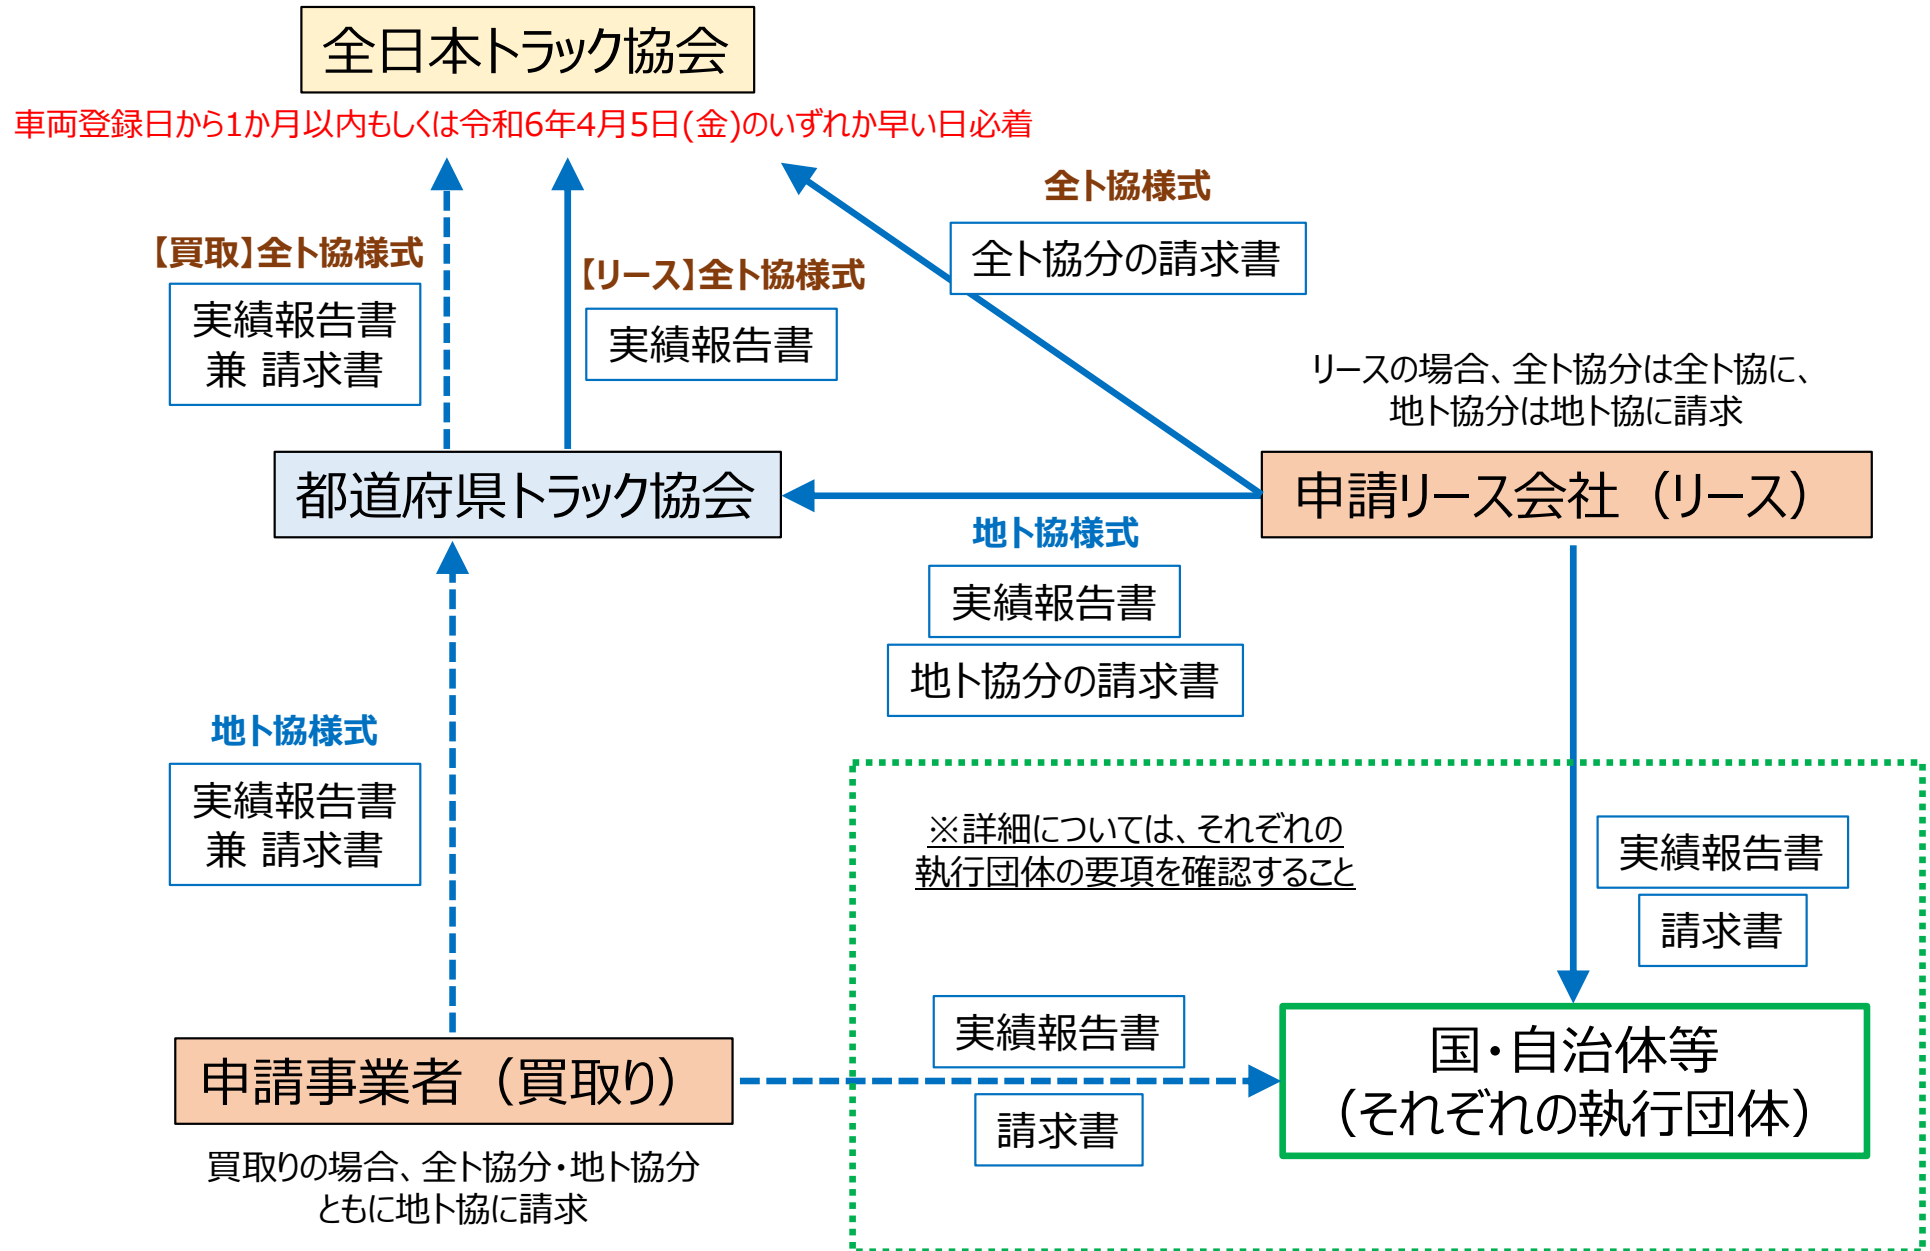 全日本トラック協会
車両登録日から1か月以内もしくは令和6年4月5日(金)のいずれか早い日必着
全ト協様式
全ト協分の請求書
【買取】全ト協様式
実績報告書
兼 請求書
【リース】全ト協様式
実績報告書
リースの場合、全ト協分は全ト協に、
地ト協分は地ト協に請求
都道府県トラック協会
申請リース会社（リース）
地ト協様式
実績報告書
地ト協分の請求書
地ト協様式
実績報告書
兼 請求書
※詳細については、それぞれの
執行団体の要項を確認すること
実績報告書
請求書
実績報告書
請求書
国・自治体等
（それぞれの執行団体）
申請事業者（買取り）
買取りの場合、全ト協分・地ト協分
ともに地ト協に請求